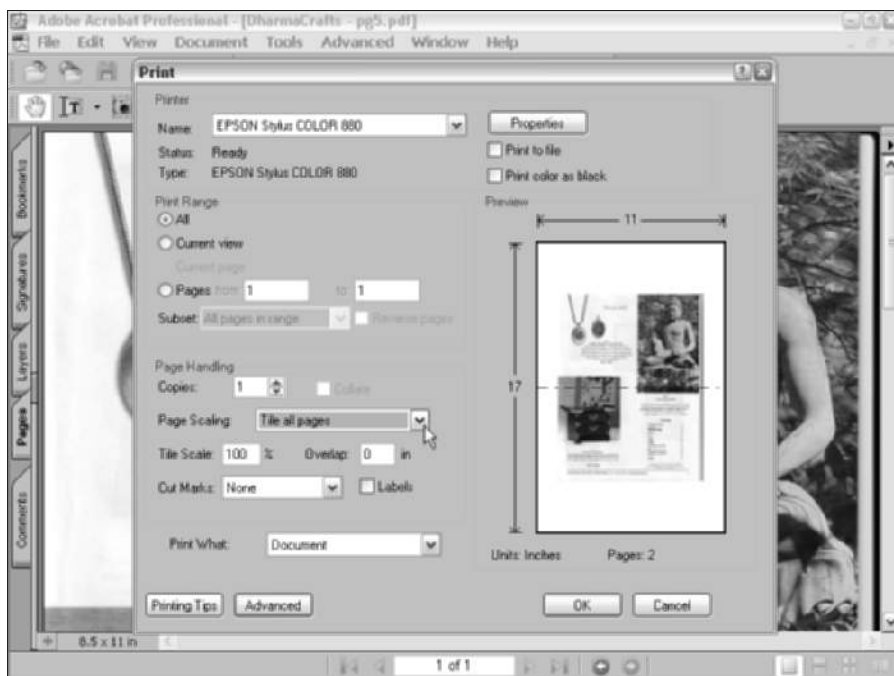 Adobe Acrobat Professional - [DharmaCrafts - pg5.pdf]
File Edit View Document Tools Advanced Window Help
Print
Printer
Name: EPSON Stylus COLOR 880 Properties
Status: Ready Print to file
Type: EPSON Stylus COLOR 880 Print color as black
Print Range Preview
All 11
Current view
Current page
Pages from: 1 to: 1
Subset: All pages in range Reverse pages
Page Handling
Copies: 1 Collate
17
Page Scaling: Tile all pages
Tile Scale: 100 % Overlap: 0 in
Cut Marks: None Labels
Print What: Document
Units: Inches Pages: 2
Printing Tips Advanced OK Cancel
Bookmarks
Signatures
Layers
Pages
Comments
8.5 x 11 in
1 of 1